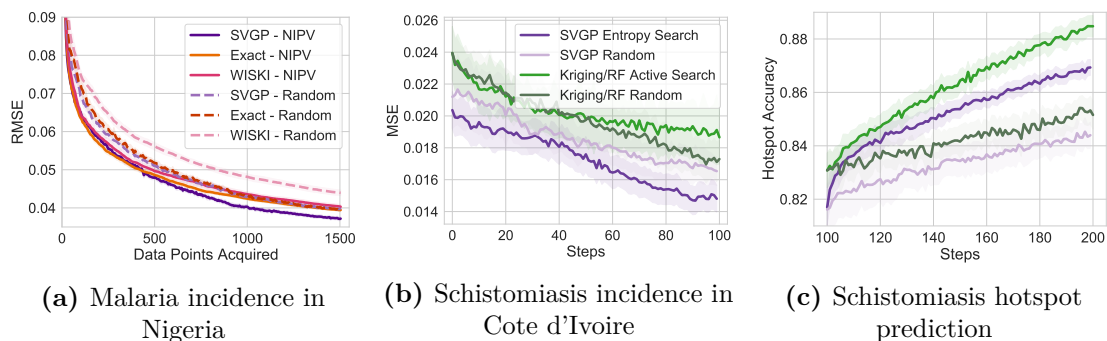 0.09
0.08
0.07
0.06
0.05
0.04
RMSE
SVGP - NIPV
Exact - NIPV
WISKI - NIPV
SVGP - Random
Exact - Random
WISKI - Random
0 500 1000 1500
Data Points Acquired
(a) Malaria incidence in
Nigeria
0.026
0.024
0.022
0.020
0.018
0.016
0.014
MSE
SVGP Entropy Search
SVGP Random
Kriging/RF Active Search
Kriging/RF Random
0 20 40 60 80 100
Steps
(b) Schistomiasis incidence in
Cote d'Ivoire
0.88
0.86
0.84
0.82
Hotspot Accuracy
100 120 140 160 180 200
Steps
(c) Schistomiasis hotspot
prediction